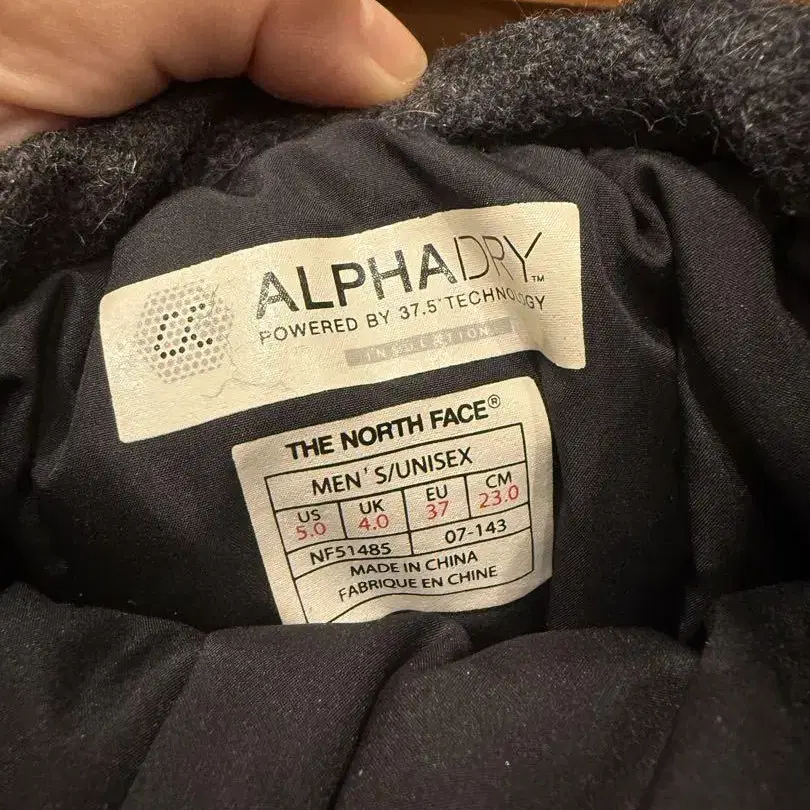 ALPHADRY™
POWERED BY 37.5° TECHNOLOGY
INSULATION
THE NORTH FACE®
MEN'S/UNISEX
US UK EU CM
5.0 4.0 37 23.0
NF51485 07-143
MADE IN CHINA
FABRIQUE EN CHINE